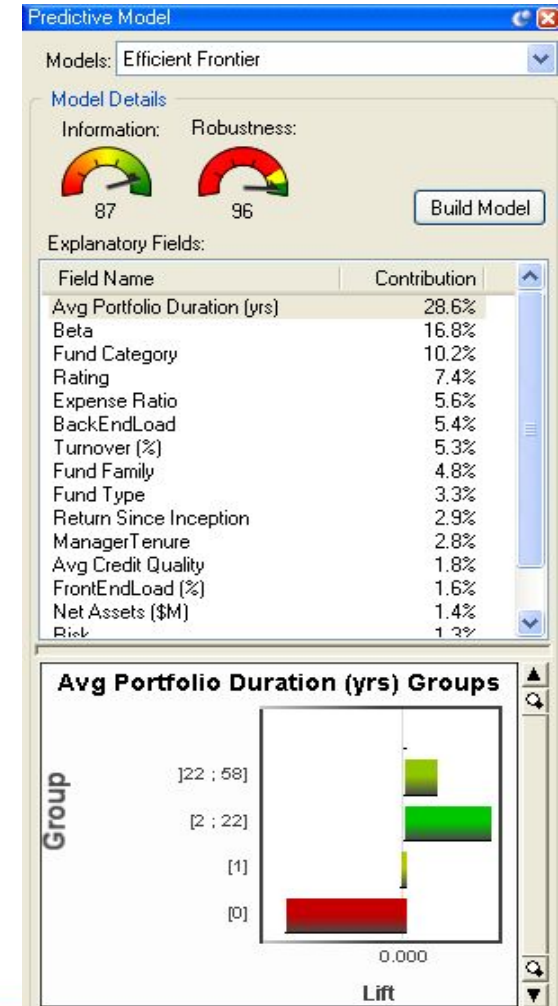 Predictive Model
Models: Efficient Frontier
Model Details
Information: Robustness:
87 96
Build Model
Explanatory Fields:
Field Name Contribution
Avg Portfolio Duration (yrs) 28.6%
Beta 16.8%
Fund Category 10.2%
Rating 7.4%
Expense Ratio 5.6%
BackEndLoad 5.4%
Turnover (%) 5.3%
Fund Family 4.8%
Fund Type 3.3%
Return Since Inception 2.9%
ManagerTenure 2.8%
Avg Credit Quality 1.8%
FrontEndLoad (%) 1.6%
Net Assets ($M) 1.4%
Risk 1.3%
Avg Portfolio Duration (yrs) Groups
Group
]22 ; 58]
[2 ; 22]
[1]
[0]
0.000
Lift